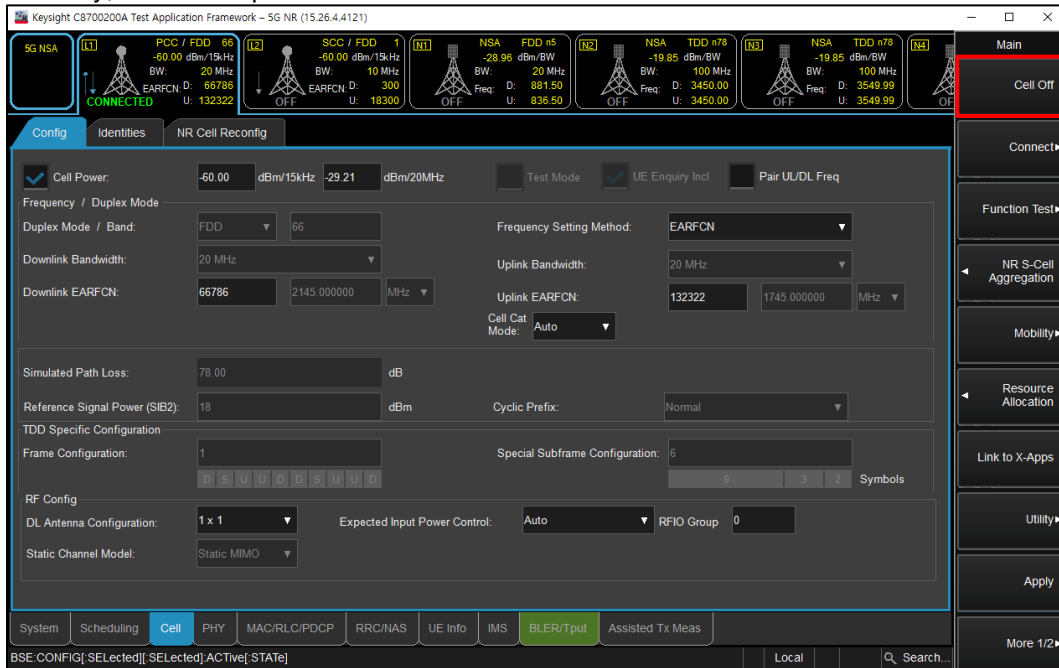 Keysight C8700200A Test Application Framework – 5G NR (15.26.4.4121)
5G NSA
L1 PCC / FDD 66
-60.00 dBm/15kHz
BW: 20 MHz
EARFCN: D: 66786
CONNECTED U: 132322
L2 SCC / FDD 1
-60.00 dBm/15kHz
BW: 10 MHz
EARFCN: D: 300
OFF U: 18300
N1 NSA FDD n5
-28.96 dBm/BW
BW: 20 MHz
Freq: D: 881.50
OFF U: 836.50
N2 NSA TDD n78
-19.85 dBm/BW
BW: 100 MHz
Freq: D: 3450.00
OFF U: 3450.00
N3 NSA TDD n78
-19.85 dBm/BW
BW: 100 MHz
Freq: D: 3549.99
OFF U: 3549.99
N4
Config Identities NR Cell Reconfig
Cell Power: -60.00 dBm/15kHz -29.21 dBm/20MHz Test Mode UE Enquiry Incl Pair UL/DL Freq
Frequency / Duplex Mode
Duplex Mode / Band: FDD 66 Frequency Setting Method: EARFCN
Downlink Bandwidth: 20 MHz Uplink Bandwidth: 20 MHz
Downlink EARFCN: 66786 2145.000000 MHz Uplink EARFCN: 132322 1745.000000 MHz
Cell Cat
Mode: Auto
Simulated Path Loss: 78.00 dB
Reference Signal Power (SIB2): 18 dBm Cyclic Prefix: Normal
TDD Specific Configuration
Frame Configuration: 1 Special Subframe Configuration: 6
D S U U D D S U U D 9 3 2 Symbols
RF Config
DL Antenna Configuration: 1 x 1 Expected Input Power Control: Auto RFIO Group 0
Static Channel Model: Static MIMO
System Scheduling Cell PHY MAC/RLC/PDCP RRC/NAS UE Info IMS BLER/Tput Assisted Tx Meas
BSE:CONFIG[:SELected][:SELected]:ACTive[:STATe] Local Search...
Main
Cell Off
Connect
Function Test
NR S-Cell
Aggregation
Mobility
Resource
Allocation
Link to X-Apps
Utility
Apply
More 1/2